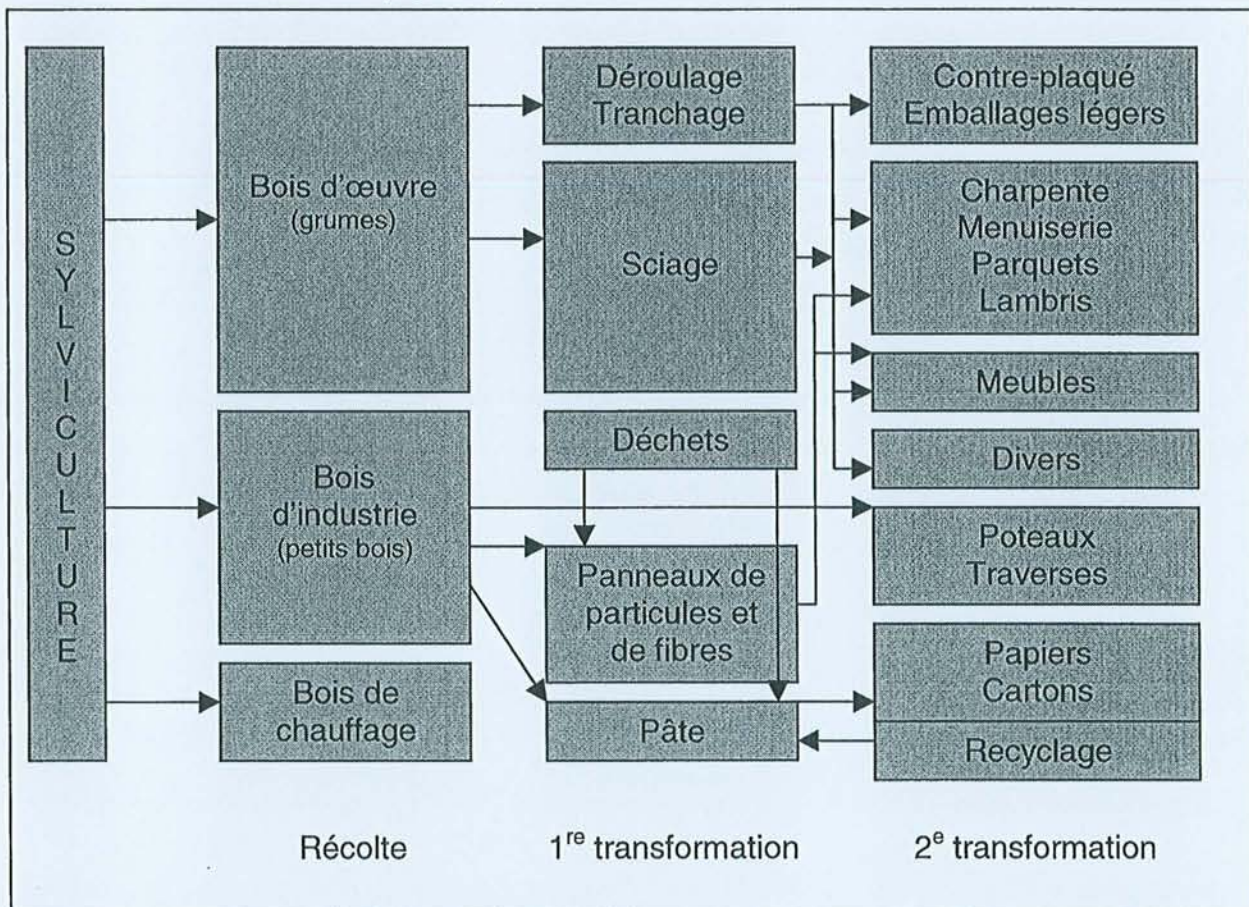 SYLVICULTURE
Bois d'œuvre
(grumes)
Bois
d'industrie
(petits bois)
Bois de
chauffage
Déroulage
Tranchage
Sciage
Déchets
Panneaux de
particules et
de fibres
Pâte
Contre-plaqué
Emballages légers
Charpente
Menuiserie
Parquets
Lambris
Meubles
Divers
Poteaux
Traverses
Papiers
Cartons
Recyclage
Récolte
1re transformation
2e transformation